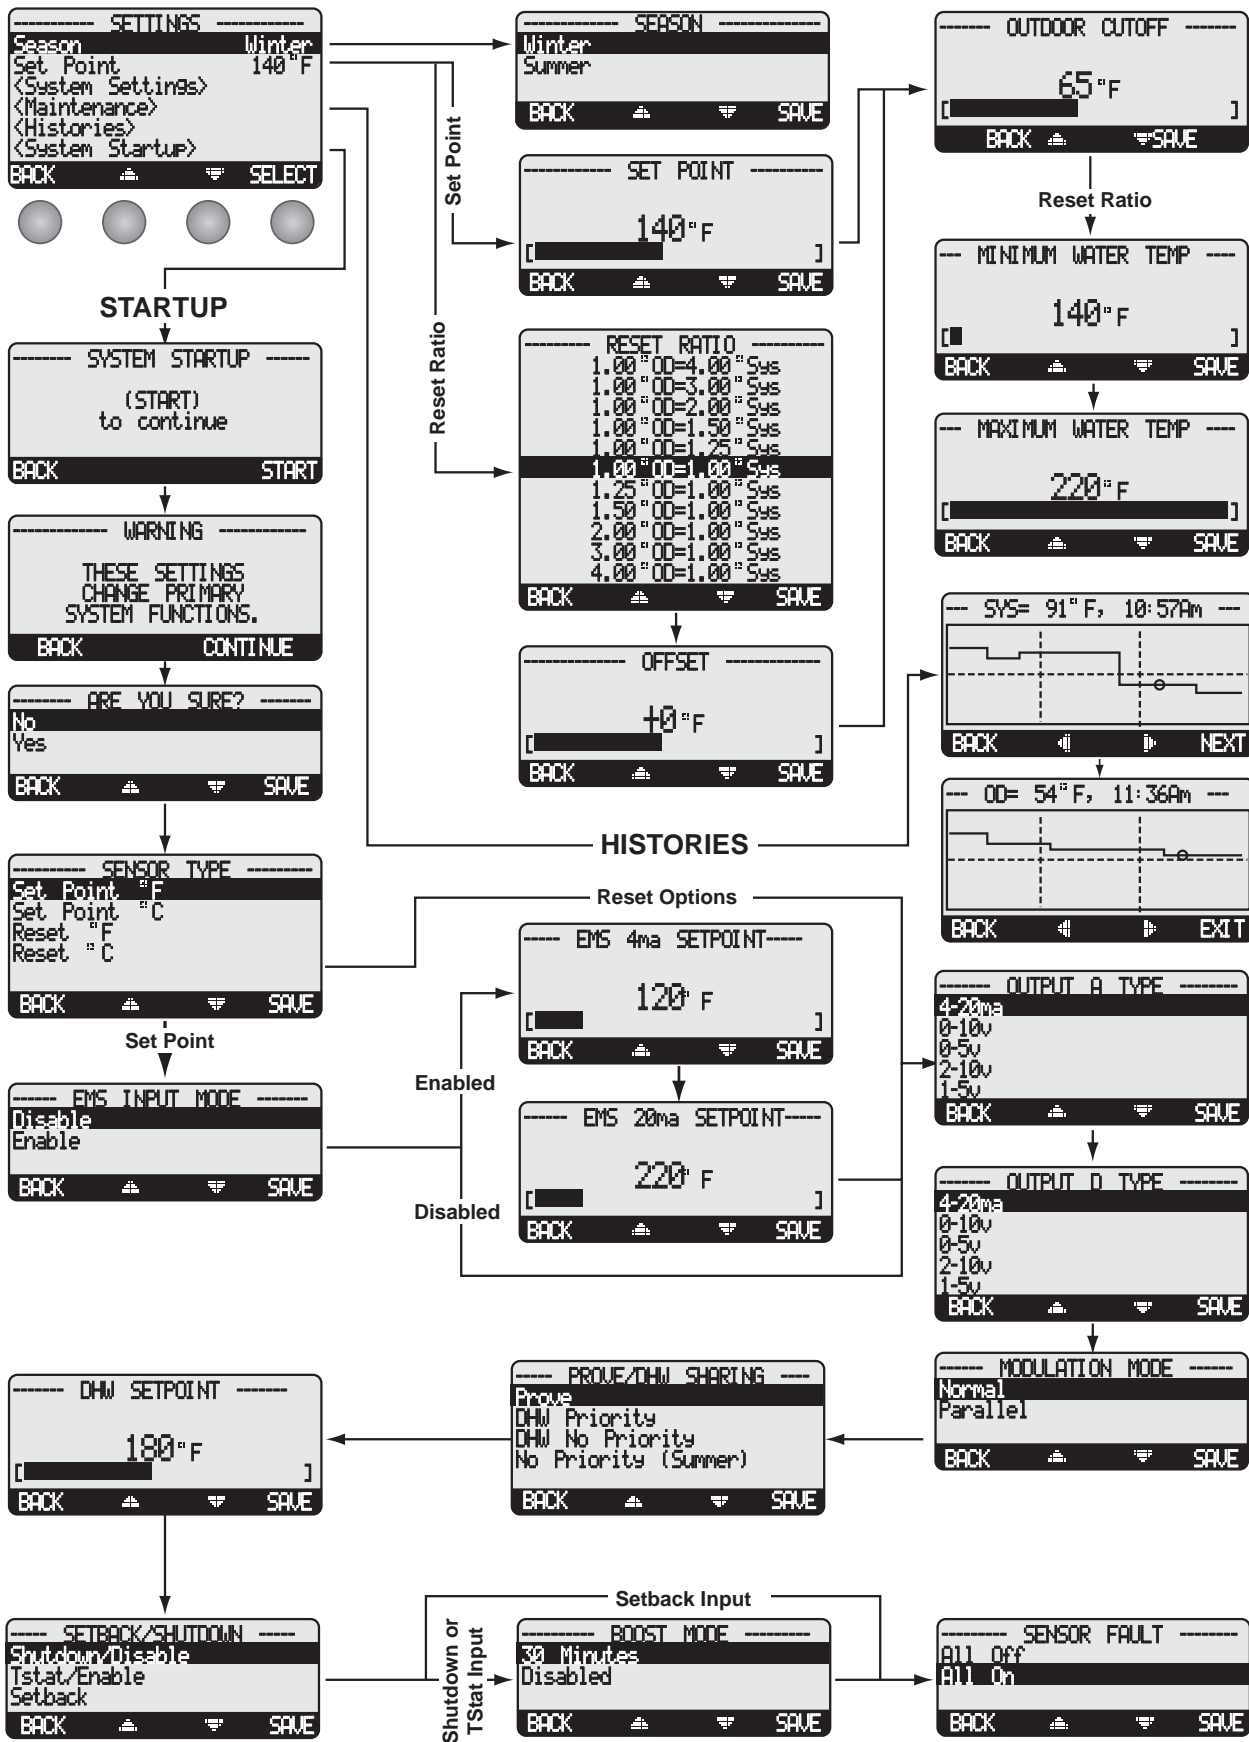 ---------- SETTINGS ------------
Season Winter
Set Point 140°F
<System Settings>
<Maintenance>
<Histories>
<System Startup>
BACK SELECT
STARTUP
-------- SYSTEM STARTUP ------
(START)
to continue
BACK START
------------- WARNING ------------
THESE SETTINGS
CHANGE PRIMARY
SYSTEM FUNCTIONS.
BACK CONTINUE
-------- ARE YOU SURE? -------
No
Yes
BACK SAVE
---------- SENSOR TYPE ---------
Set Point °F
Set Point °C
Reset °F
Reset °C
BACK SAVE
Set Point
------ EMS INPUT MODE -------
Disable
Enable
BACK SAVE
Set Point
Reset Ratio
------------- SEASON -------------
Winter
Summer
BACK SAVE
------------ SET POINT ----------
140°F
[ ]
BACK SAVE
--------- RESET RATIO ----------
1.00°OD=4.00°Sys
1.00°OD=3.00°Sys
1.00°OD=2.00°Sys
1.00°OD=1.50°Sys
1.00°OD=1.25°Sys
1.00°OD=1.00°Sys
1.25°OD=1.00°Sys
1.50°OD=1.00°Sys
2.00°OD=1.00°Sys
3.00°OD=1.00°Sys
4.00°OD=1.00°Sys
BACK SAVE
-------------- OFFSET -------------
+0°F
[ ]
BACK SAVE
HISTORIES
Reset Options
------- OUTDOOR CUTOFF -------
65°F
[ ]
BACK SAVE
Reset Ratio
--- MINIMUM WATER TEMP ----
140°F
[ ]
BACK SAVE
--- MAXIMUM WATER TEMP ----
220°F
[ ]
BACK SAVE
--- SYS= 91°F, 10:57Am ---
BACK NEXT
--- OD= 54°F, 11:36Am ---
BACK EXIT
----- EMS 4ma SETPOINT-----
120° F
[ ]
BACK SAVE
Enabled
Disabled
------ EMS 20ma SETPOINT-----
220° F
[ ]
BACK SAVE
-------- OUTPUT A TYPE --------
4-20ma
0-10v
0-5v
2-10v
1-5v
BACK SAVE
-------- OUTPUT D TYPE --------
4-20ma
0-10v
0-5v
2-10v
1-5v
BACK SAVE
------ MODULATION MODE ------
Normal
Parallel
BACK SAVE
----- PROVE/DHW SHARING ----
Prove
DHW Priority
DHW No Priority
No Priority (Summer)
BACK SAVE
------- DHW SETPOINT -------
180°F
[ ]
BACK SAVE
----- SETBACK/SHUTDOWN -----
Shutdown/Disable
Tstat/Enable
Setback
BACK SAVE
Setback Input
Shutdown or
TStat Input
---------- BOOST MODE ---------
30 Minutes
Disabled
BACK SAVE
--------- SENSOR FAULT --------
All Off
All On
BACK SAVE